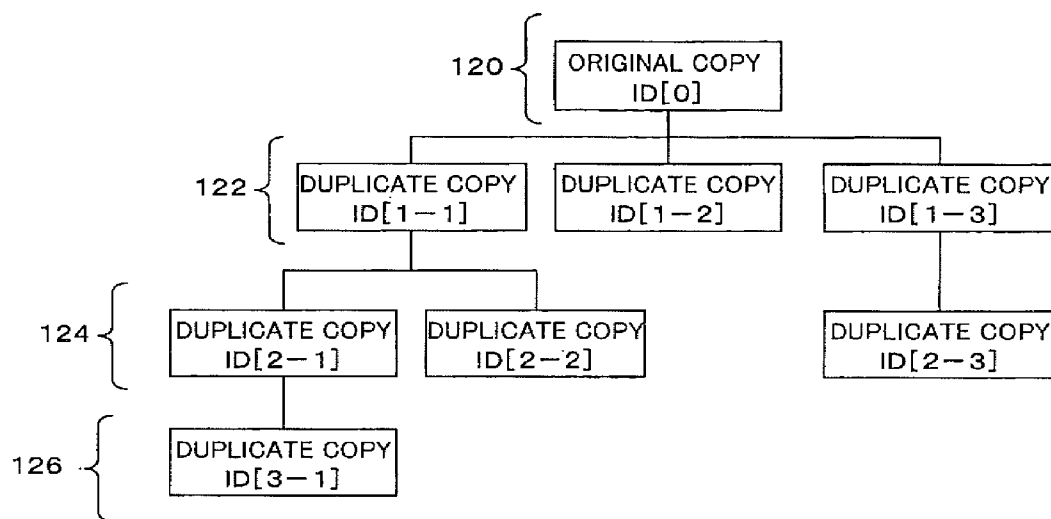 120
ORIGINAL COPY
ID[0]
122
DUPLICATE COPY
ID[1-1]
DUPLICATE COPY
ID[1-2]
DUPLICATE COPY
ID[1-3]
124
DUPLICATE COPY
ID[2-1]
DUPLICATE COPY
ID[2-2]
DUPLICATE COPY
ID[2-3]
126
DUPLICATE COPY
ID[3-1]